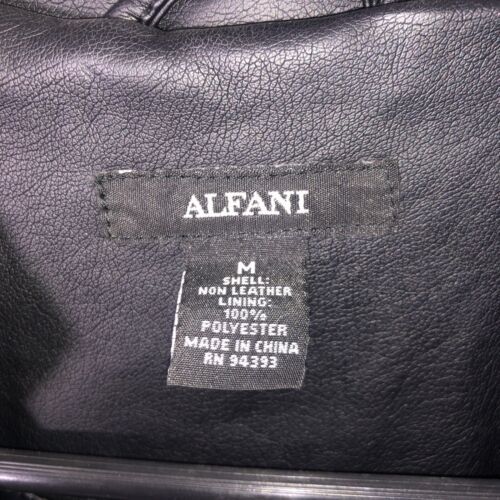 ALFANI
M
SHELL:
NON LEATHER
LINING:
100%
POLYESTER
MADE IN CHINA
RN 94393